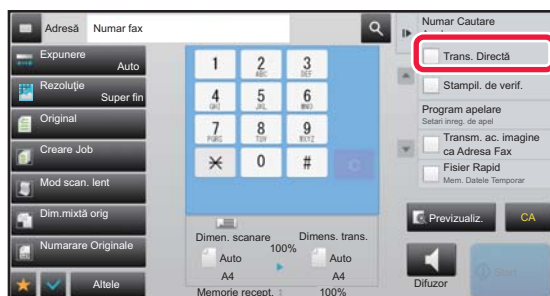 Adresă
Numar fax
Expunere
Auto
Rezoluţie
Super fin
Original
Creare Job
Mod scan. lent
Dim.mixtă orig
Numarare Originale
Altele
1
2
ABC
3
DEF
4
GHI
5
JKL
6
MNO
7
PQRS
8
TUV
9
WXYZ
0
#
Dimen. scanare
100%
Dimens. trans.
Auto
A4
Auto
A4
Memorie recept.
100%
Numar Cautare
Trans. Directă
Stampil. de verif.
Program apelare
Setari inreg. de apel
Transm. ac. imagine
ca Adresa Fax
Fisier Rapid
Mem. Datele Temporar
Previzualiz.
CA
Difuzor
Start